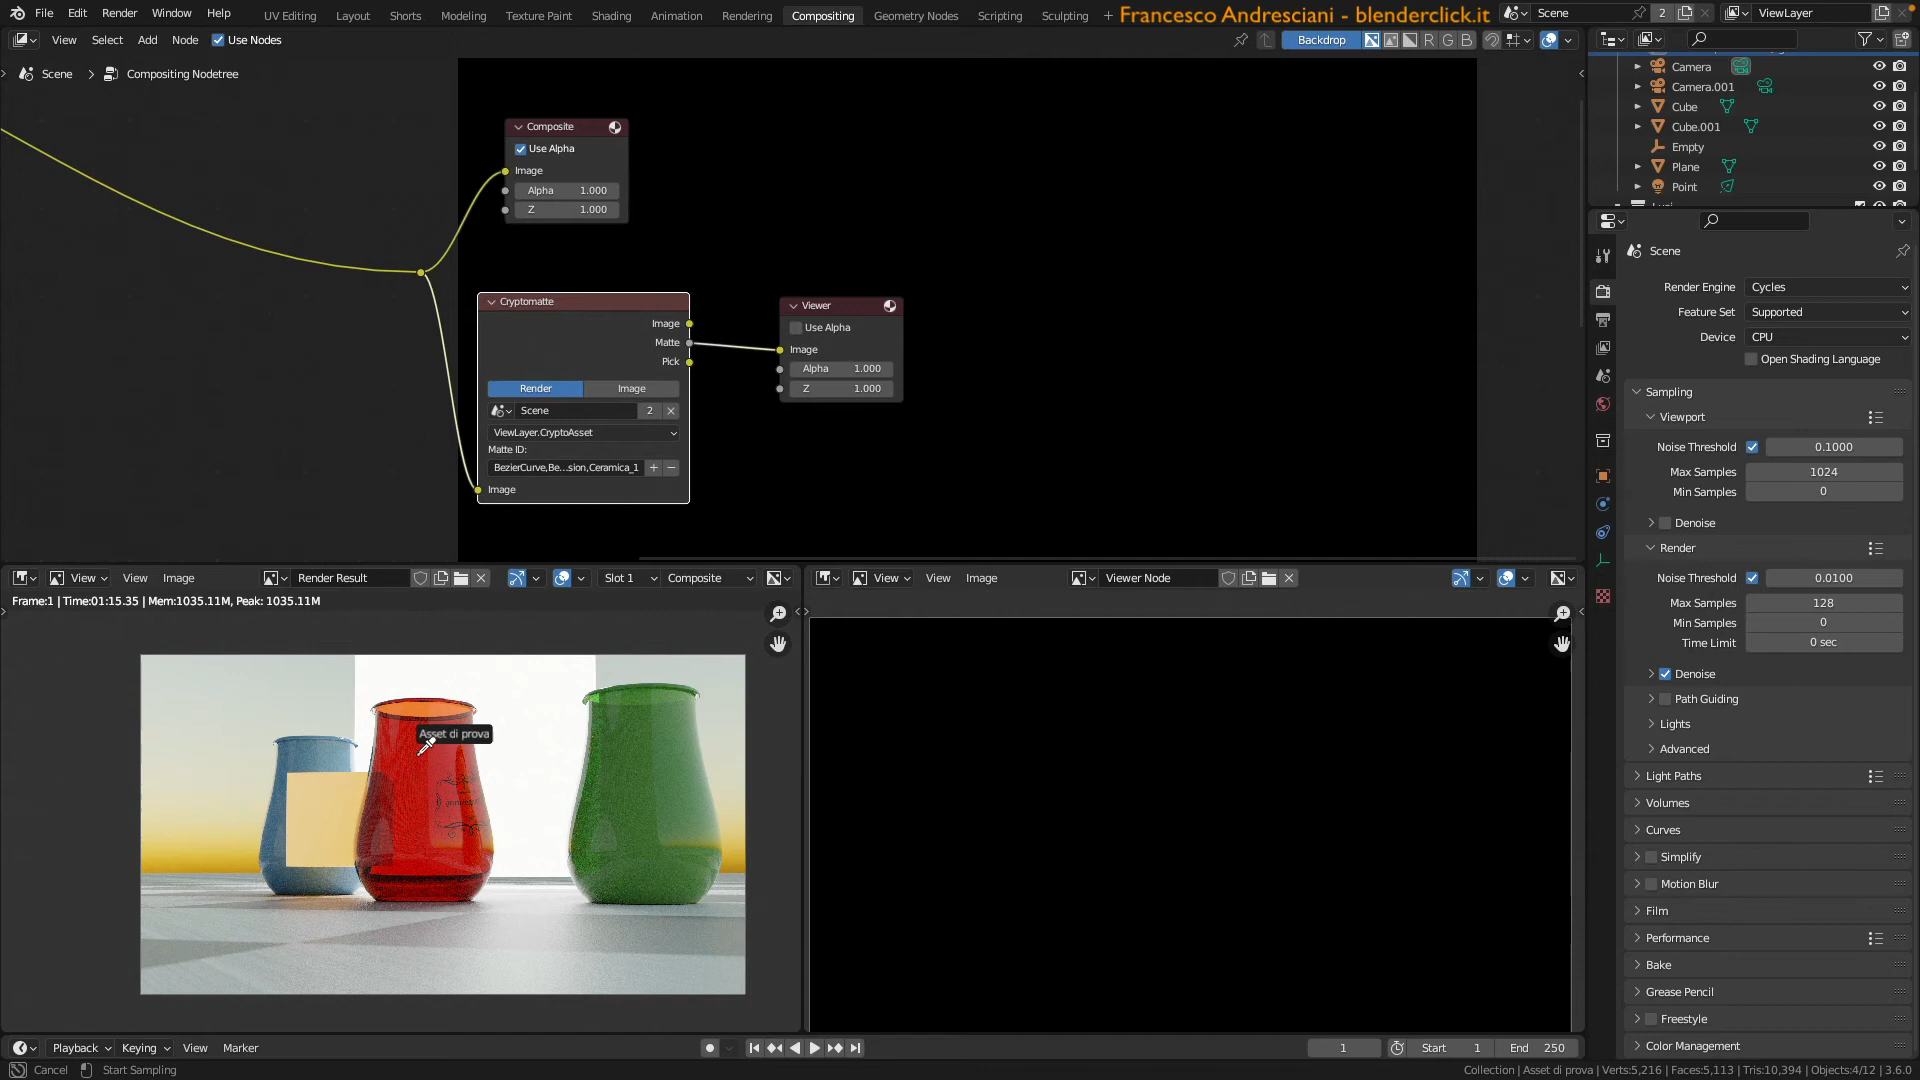 File Edit Render Window Help
UV Editing Layout Shorts Modeling Texture Paint Shading Animation Rendering Compositing Geometry Nodes Scripting Sculpting +
Francesco Andresciani - blenderclick.it
Scene 2 ViewLayer
View Select Add Node Use Nodes
Backdrop R G B
Scene > Compositing Nodetree
Camera
Camera.001
Cube
Cube.001
Empty
Plane
Point
Composite
Use Alpha
Image
Alpha 1.000
Z 1.000
Cryptomatte
Image
Matte
Pick
Render Image
Scene 2
ViewLayer.CryptoAsset
Matte ID:
BezierCurve,Be...sion,Ceramica_1
Image
Viewer
Use Alpha
Image
Alpha 1.000
Z 1.000
Scene
Render Engine Cycles
Feature Set Supported
Device CPU
Open Shading Language
Sampling
Viewport
Noise Threshold 0.1000
Max Samples 1024
Min Samples 0
Denoise
Render
Noise Threshold 0.0100
Max Samples 128
Min Samples 0
Time Limit 0 sec
Denoise
Path Guiding
Lights
Advanced
Light Paths
Volumes
Curves
Simplify
Motion Blur
Film
Performance
Bake
Grease Pencil
Freestyle
Color Management
View View Image Render Result Slot 1 Composite
Frame:1 | Time:01:15.35 | Mem:1035.11M, Peak: 1035.11M
Asset di prova
View View Image Viewer Node
Playback Keying View Marker
1 Start 1 End 250
Cancel Start Sampling
Collection | Asset di prova | Verts:5,216 | Faces:5,113 | Tris:10,394 | Objects:4/12 | 3.6.0